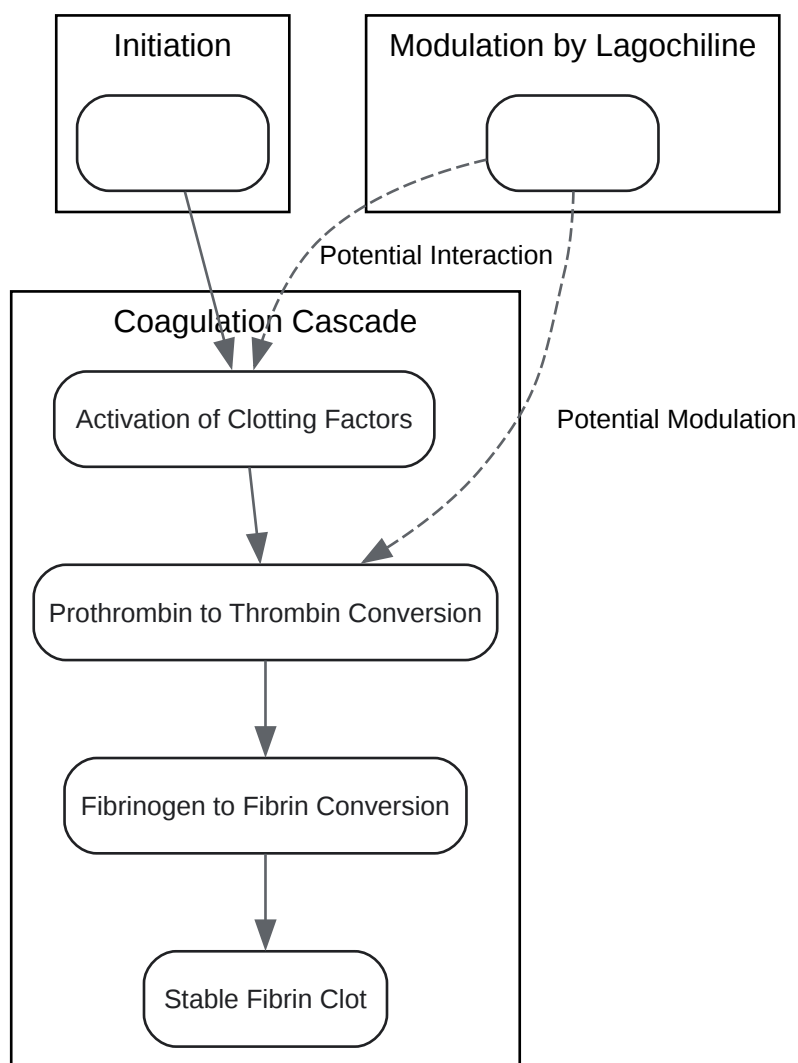 Initiation
Modulation by Lagochiline
Potential Interaction
Coagulation Cascade
Activation of Clotting Factors
Potential Modulation
Prothrombin to Thrombin Conversion
Fibrinogen to Fibrin Conversion
Stable Fibrin Clot